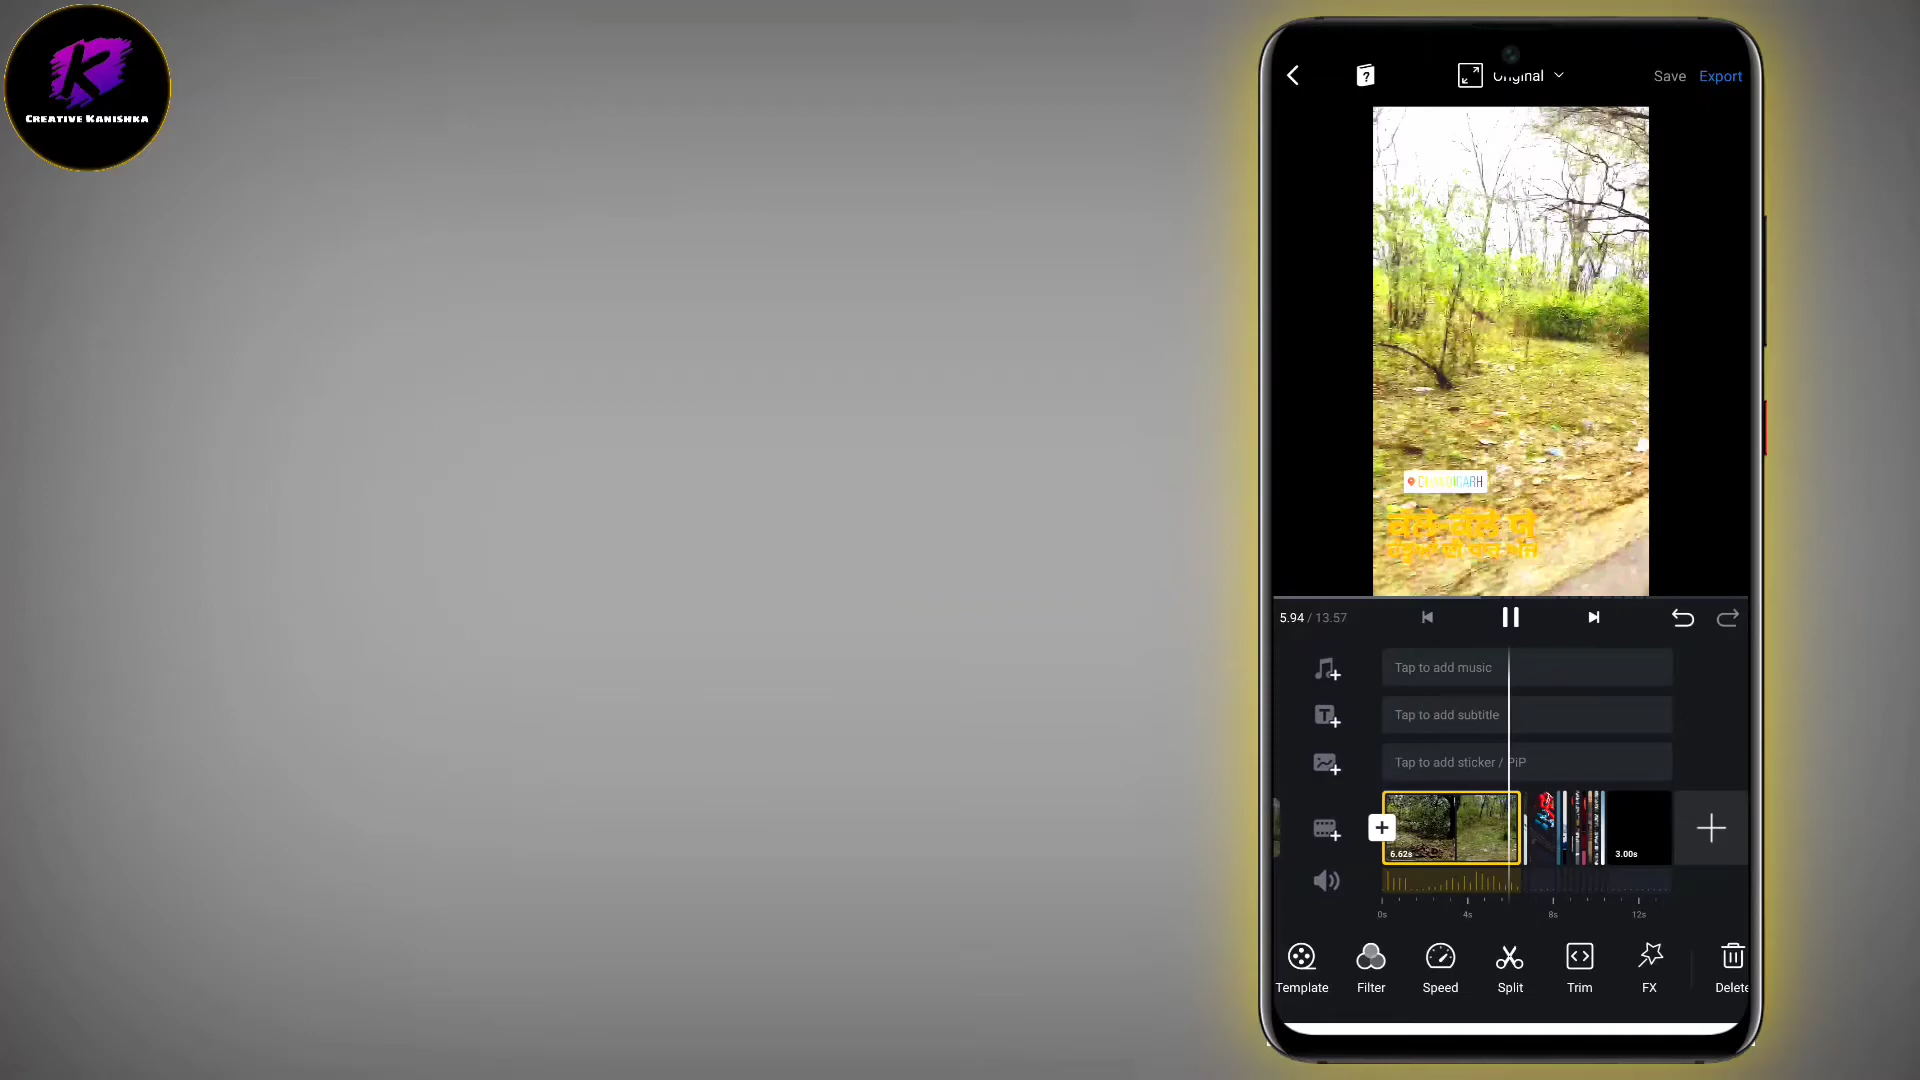 K
CREATIVE KANISHKA
?
Original
Save Export
CHANDIGARH
5.94 / 13.57
Tap to add music
T
Tap to add subtitle
Tap to add sticker / PiP
6.62s
3.00s
0s 4s 8s 12s
Template Filter Speed Split Trim FX Delete